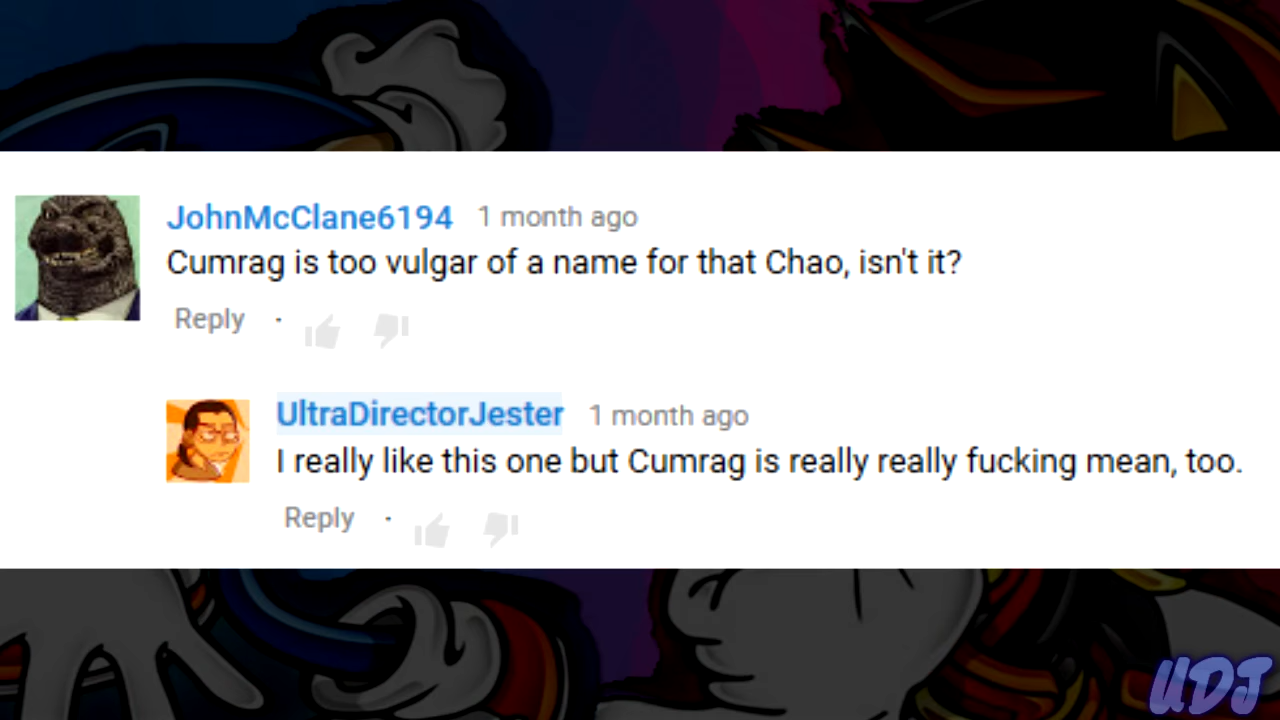 JohnMcClane6194 1 month ago
Cumrag is too vulgar of a name for that Chao, isn't it?
Reply ·
UltraDirectorJester 1 month ago
I really like this one but Cumrag is really really fucking mean, too.
Reply ·
UDJ